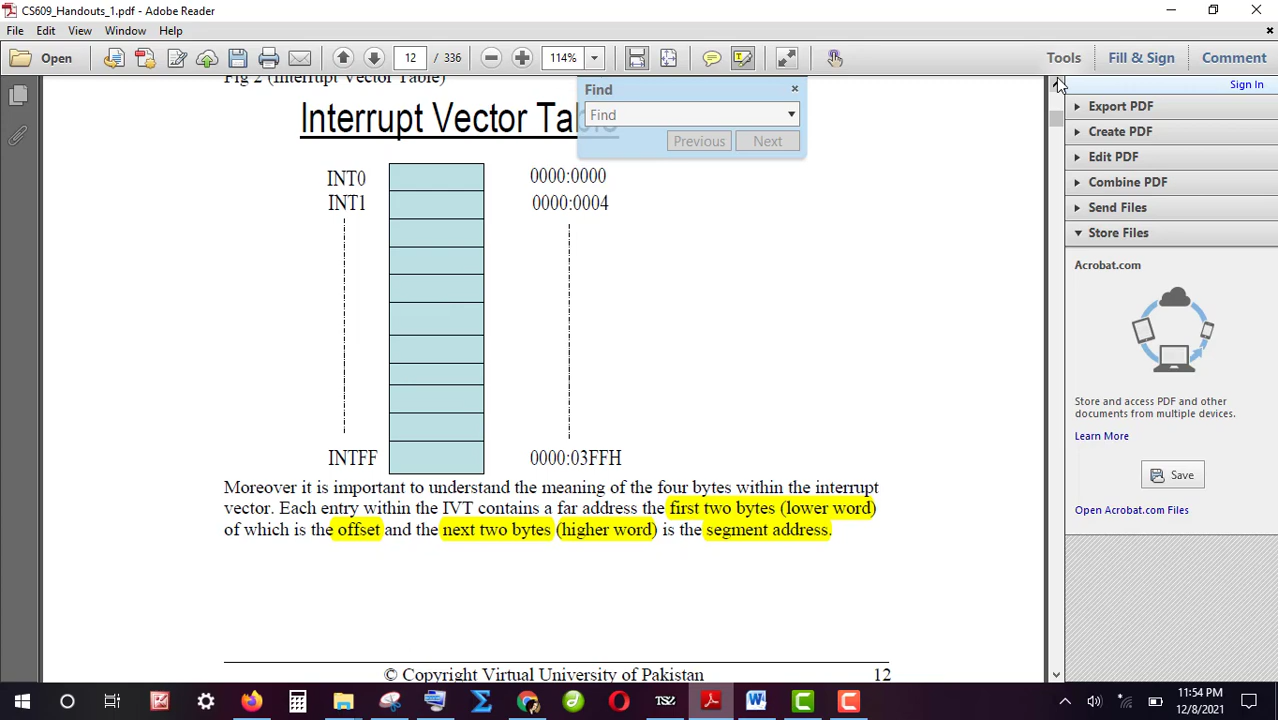 CS609_Handouts_1.pdf - Adobe Reader
File Edit View Window Help
Open 12 / 336 114% Tools Fill & Sign Comment
Fig 2 (Interrupt Vector Table)
Find
Find
Previous Next
Interrupt Vector Table
INT0 0000:0000
INT1 0000:0004
INTFF 0000:03FFH
Moreover it is important to understand the meaning of the four bytes within the interrupt
vector. Each entry within the IVT contains a far address the first two bytes (lower word)
of which is the offset and the next two bytes (higher word) is the segment address.
© Copyright Virtual University of Pakistan 12
Sign In
Export PDF
Create PDF
Edit PDF
Combine PDF
Send Files
Store Files
Acrobat.com
Store and access PDF and other
documents from multiple devices.
Learn More
Save
Open Acrobat.com Files
11:54 PM
12/8/2021